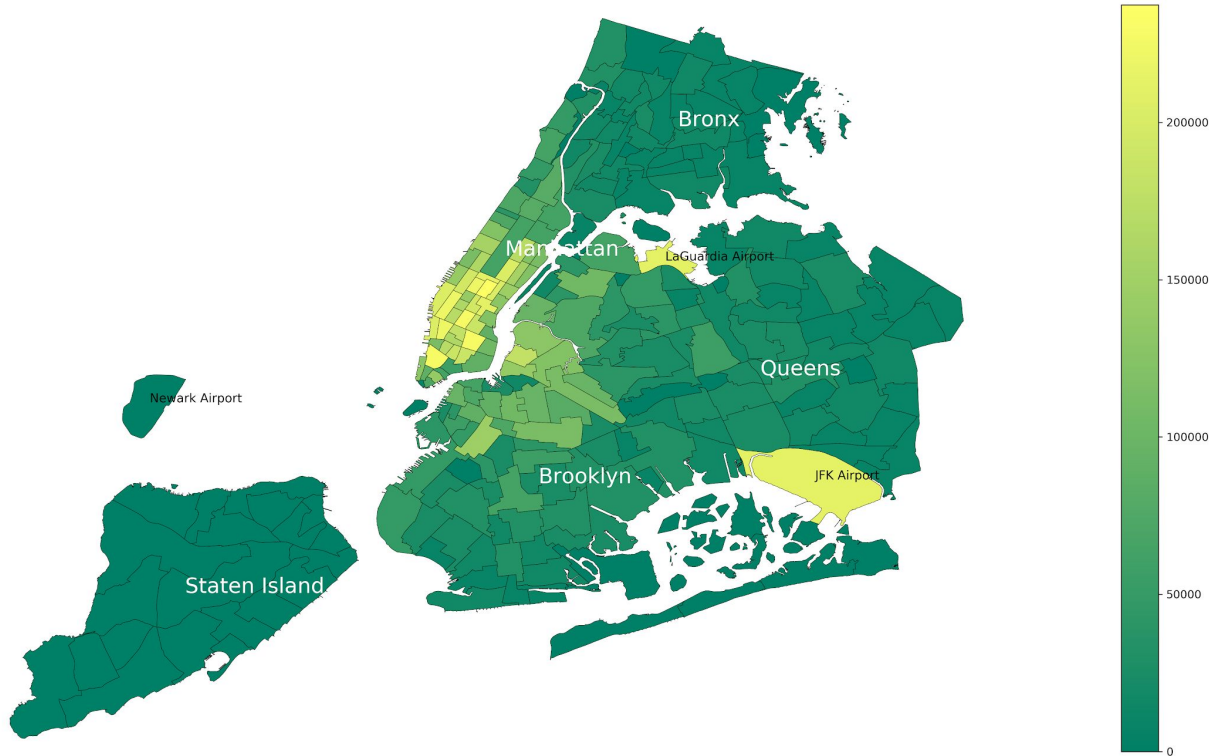 Bronx
200000
Manhattan
LaGuardia Airport
150000
Queens
Newark Airport
100000
Brooklyn
JFK Airport
Staten Island
50000
0